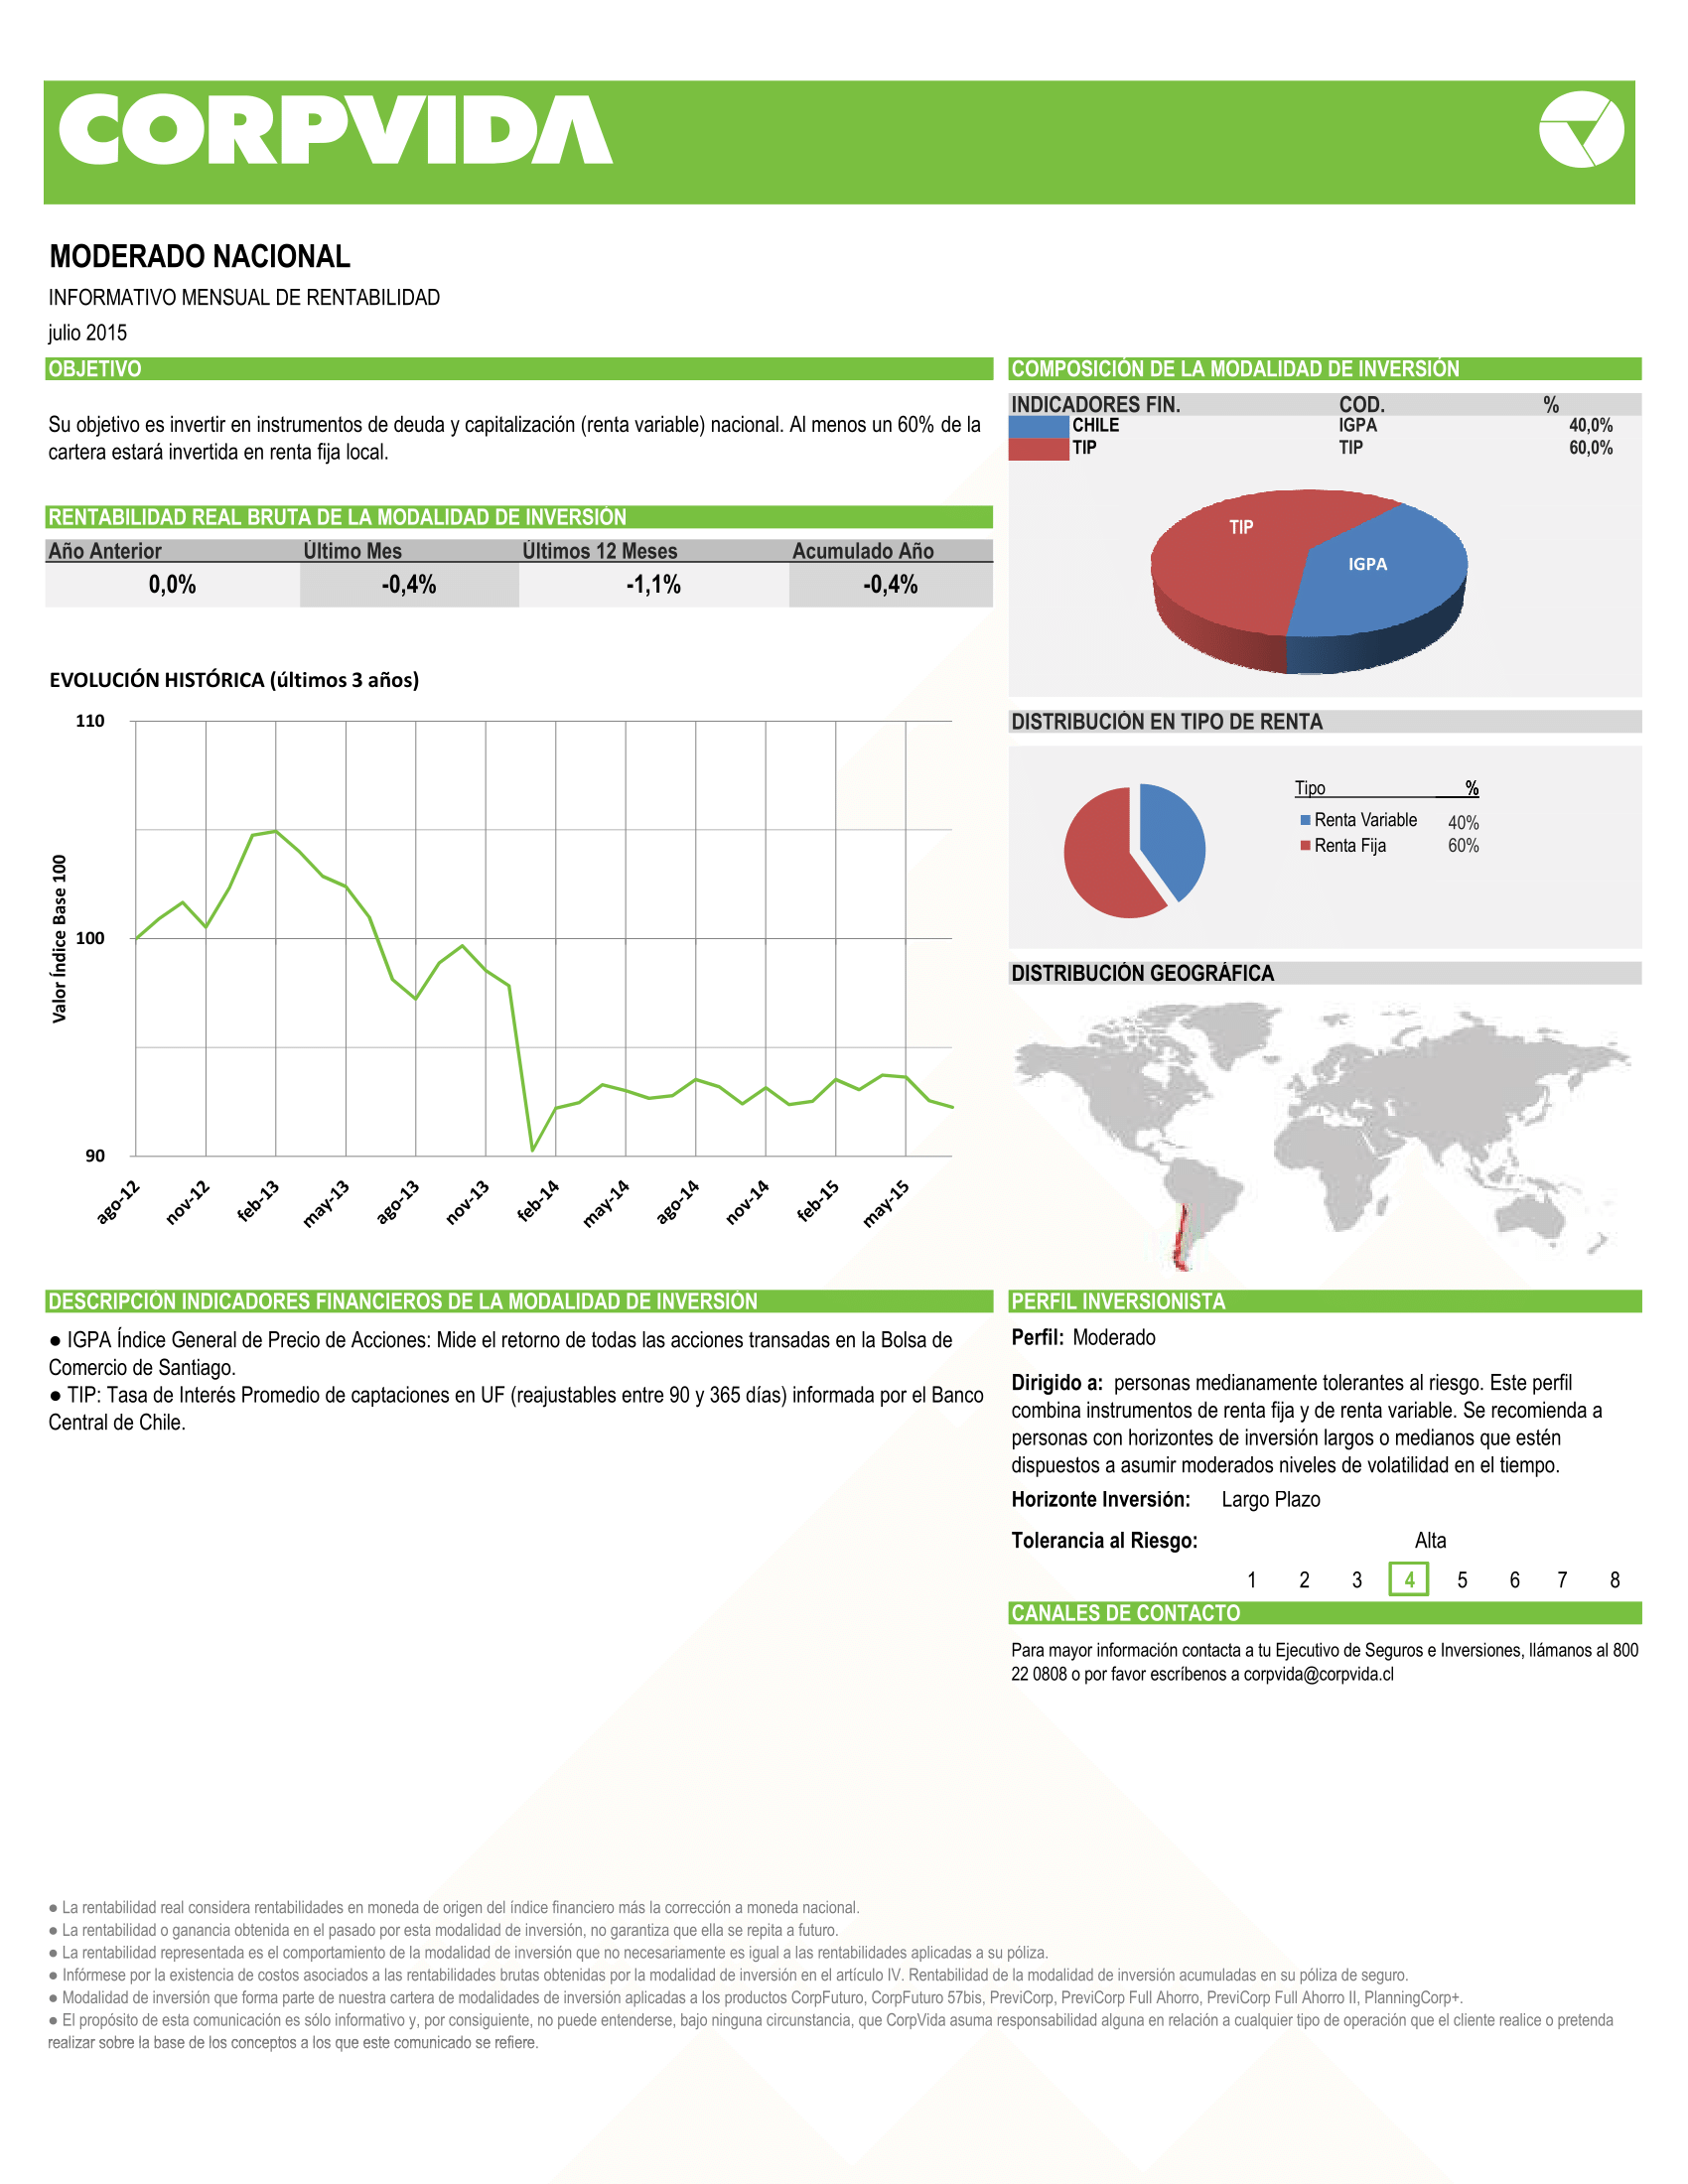 CORPVIDA
MODERADO NACIONAL
INFORMATIVO MENSUAL DE RENTABILIDAD
julio 2015
OBJETIVO
Su objetivo es invertir en instrumentos de deuda y capitalización (renta variable) nacional. Al menos un 60% de la
cartera estará invertida en renta fija local.
RENTABILIDAD REAL BRUTA DE LA MODALIDAD DE INVERSIÓN
Año Anterior Último Mes Últimos 12 Meses Acumulado Año
0,0% -0,4% -1,1% -0,4%
EVOLUCIÓN HISTÓRICA (últimos 3 años)
Valor Índice Base 100
110
100
90
ago-12 nov-12 feb-13 may-13 ago-13 nov-13 feb-14 may-14 ago-14 nov-14 feb-15 may-15
COMPOSICIÓN DE LA MODALIDAD DE INVERSIÓN
INDICADORES FIN. COD. %
CHILE IGPA 40,0%
TIP TIP 60,0%
TIP
IGPA
DISTRIBUCIÓN EN TIPO DE RENTA
Tipo %
Renta Variable 40%
Renta Fija 60%
DISTRIBUCIÓN GEOGRÁFICA
DESCRIPCIÓN INDICADORES FINANCIEROS DE LA MODALIDAD DE INVERSIÓN
● IGPA Índice General de Precio de Acciones: Mide el retorno de todas las acciones transadas en la Bolsa de
Comercio de Santiago.
● TIP: Tasa de Interés Promedio de captaciones en UF (reajustables entre 90 y 365 días) informada por el Banco
Central de Chile.
PERFIL INVERSIONISTA
Perfil: Moderado
Dirigido a: personas medianamente tolerantes al riesgo. Este perfil
combina instrumentos de renta fija y de renta variable. Se recomienda a
personas con horizontes de inversión largos o medianos que estén
dispuestos a asumir moderados niveles de volatilidad en el tiempo.
Horizonte Inversión: Largo Plazo
Tolerancia al Riesgo: Alta
1 2 3 4 5 6 7 8
CANALES DE CONTACTO
Para mayor información contacta a tu Ejecutivo de Seguros e Inversiones, llámanos al 800
22 0808 o por favor escríbenos a corpvida@corpvida.cl
● La rentabilidad real considera rentabilidades en moneda de origen del índice financiero más la corrección a moneda nacional.
● La rentabilidad o ganancia obtenida en el pasado por esta modalidad de inversión, no garantiza que ella se repita a futuro.
● La rentabilidad representada es el comportamiento de la modalidad de inversión que no necesariamente es igual a las rentabilidades aplicadas a su póliza.
● Infórmese por la existencia de costos asociados a las rentabilidades brutas obtenidas por la modalidad de inversión en el artículo IV. Rentabilidad de la modalidad de inversión acumuladas en su póliza de seguro.
● Modalidad de inversión que forma parte de nuestra cartera de modalidades de inversión aplicadas a los productos CorpFuturo, CorpFuturo 57bis, PreviCorp, PreviCorp Full Ahorro, PreviCorp Full Ahorro II, PlanningCorp+.
● El propósito de esta comunicación es sólo informativo y, por consiguiente, no puede entenderse, bajo ninguna circunstancia, que CorpVida asuma responsabilidad alguna en relación a cualquier tipo de operación que el cliente realice o pretenda
realizar sobre la base de los conceptos a los que este comunicado se refiere.